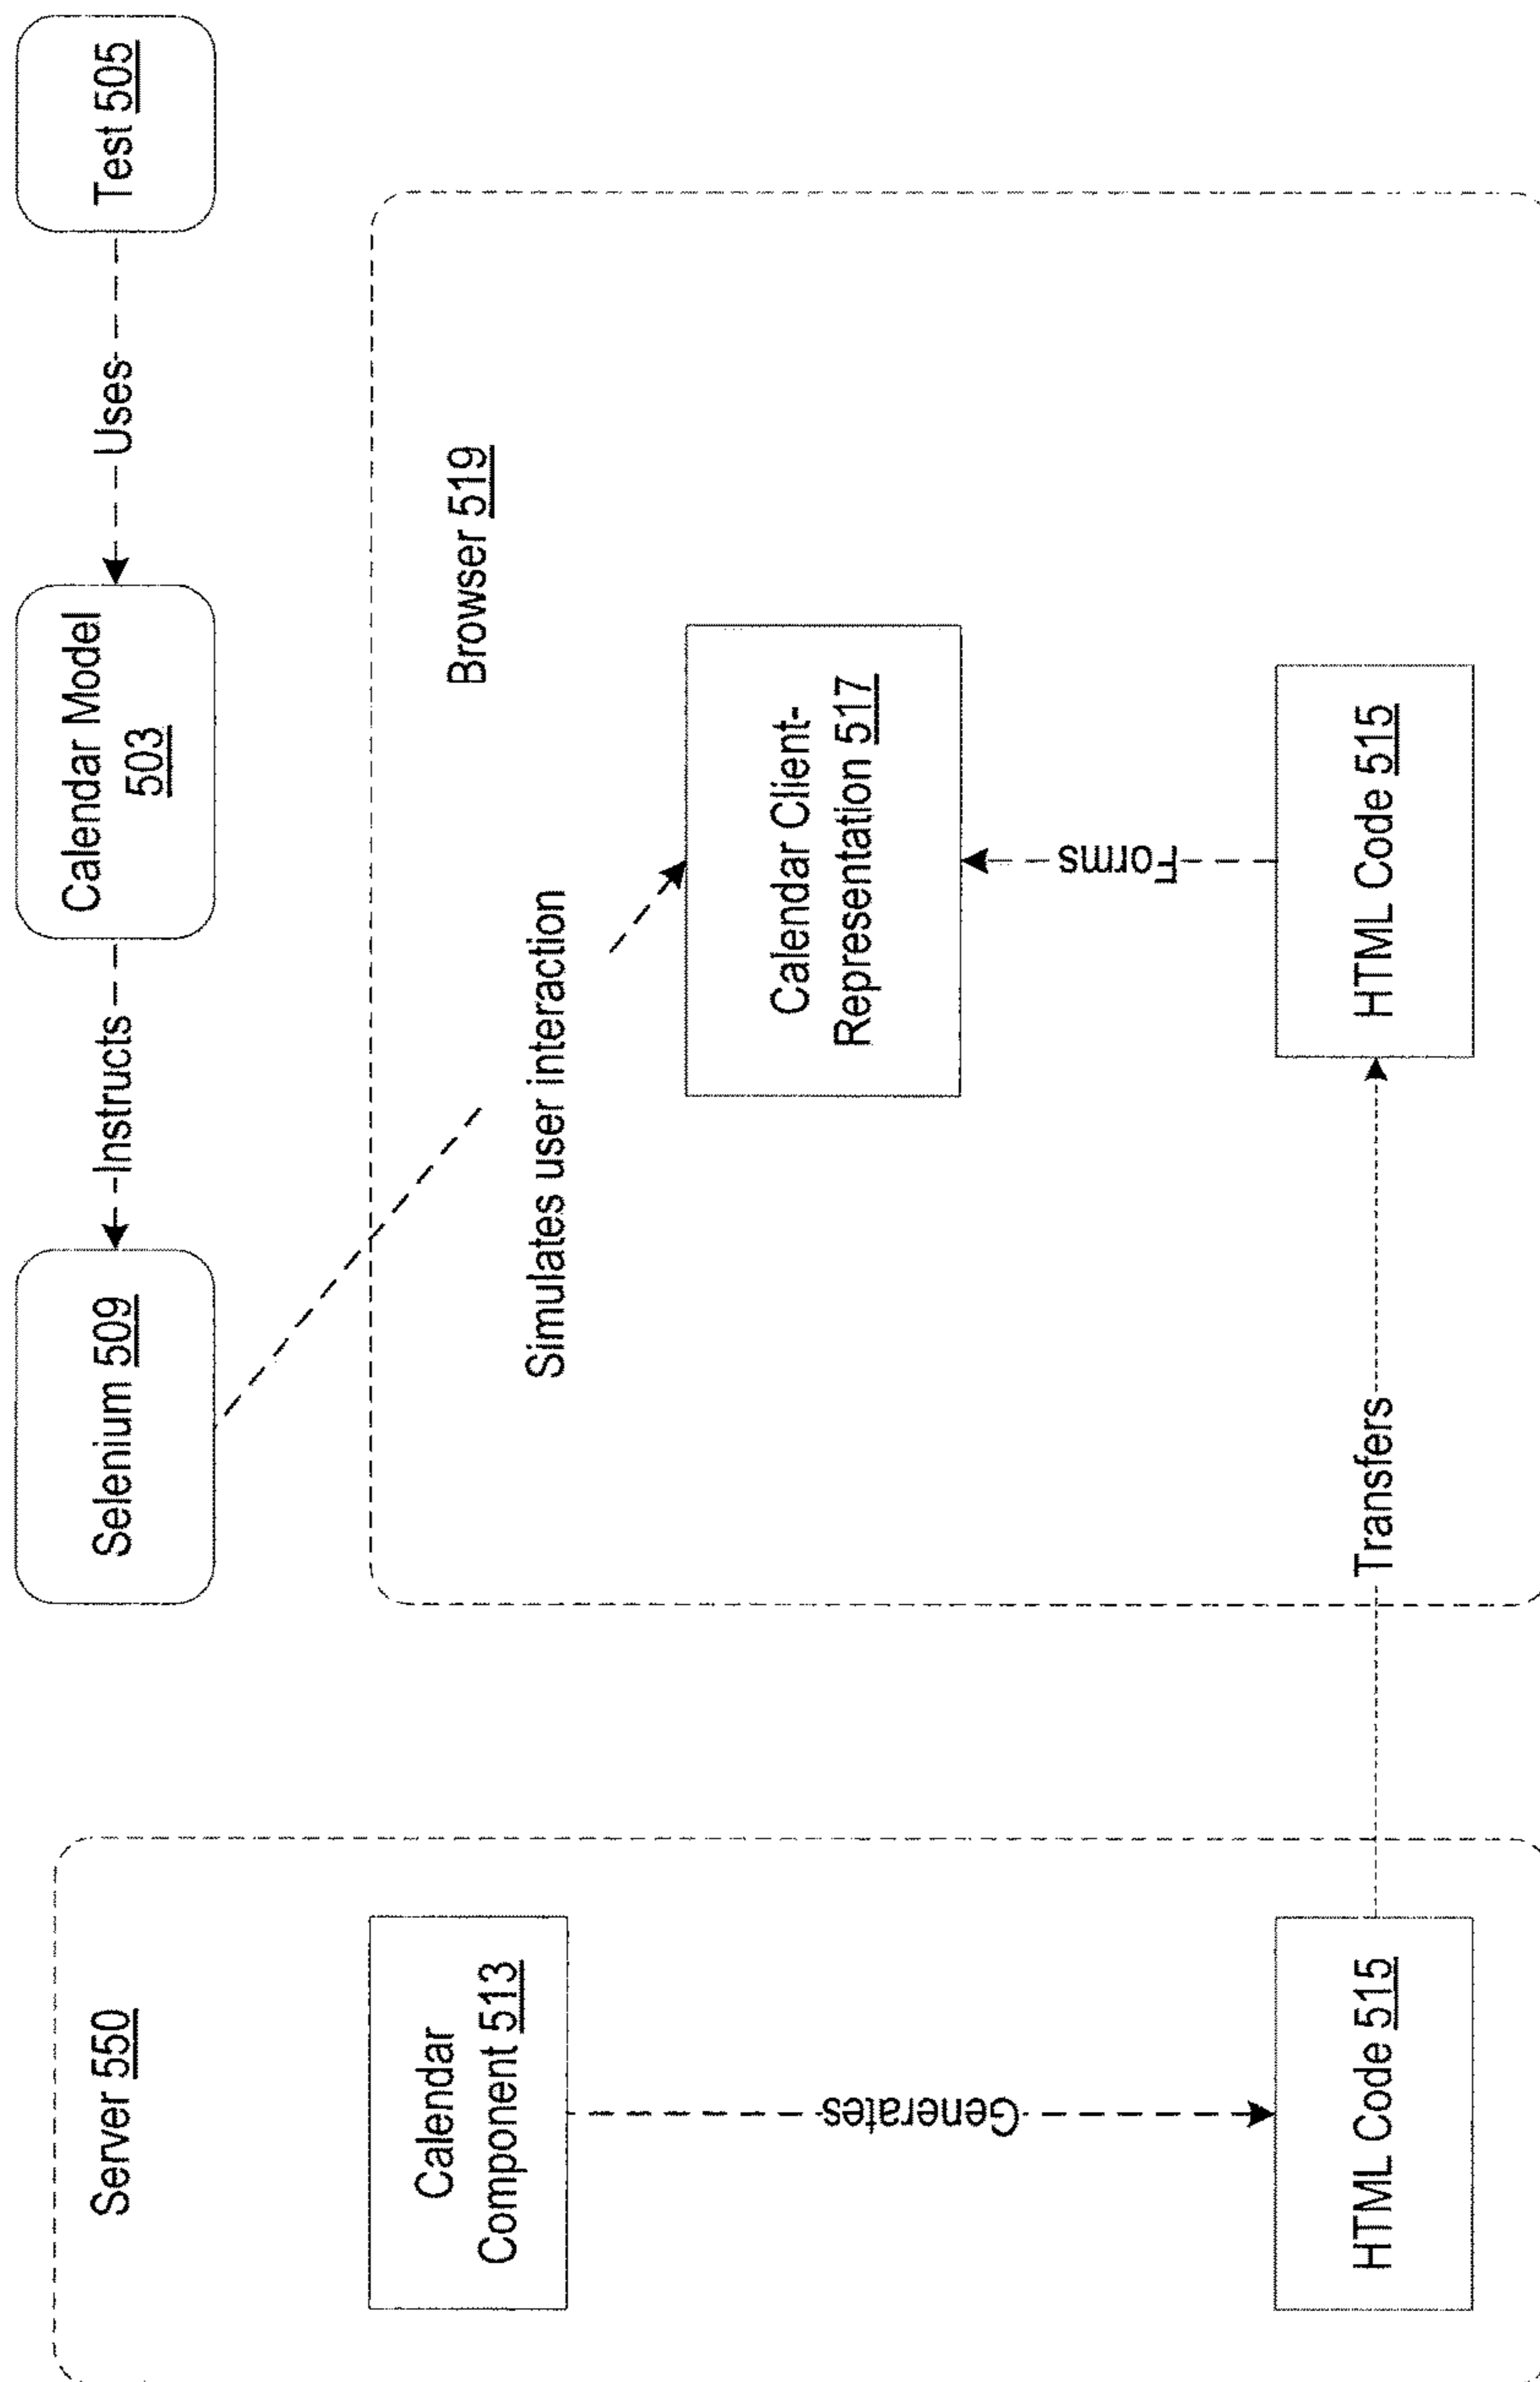 Server 550
Calendar
Component 513
Generates
HTML Code 515
Transfers
Selenium 509
Instructs
Calendar Model
503
Uses
Test 505
Browser 519
Simulates user interaction
Calendar Client-
Representation 517
Forms
HTML Code 515